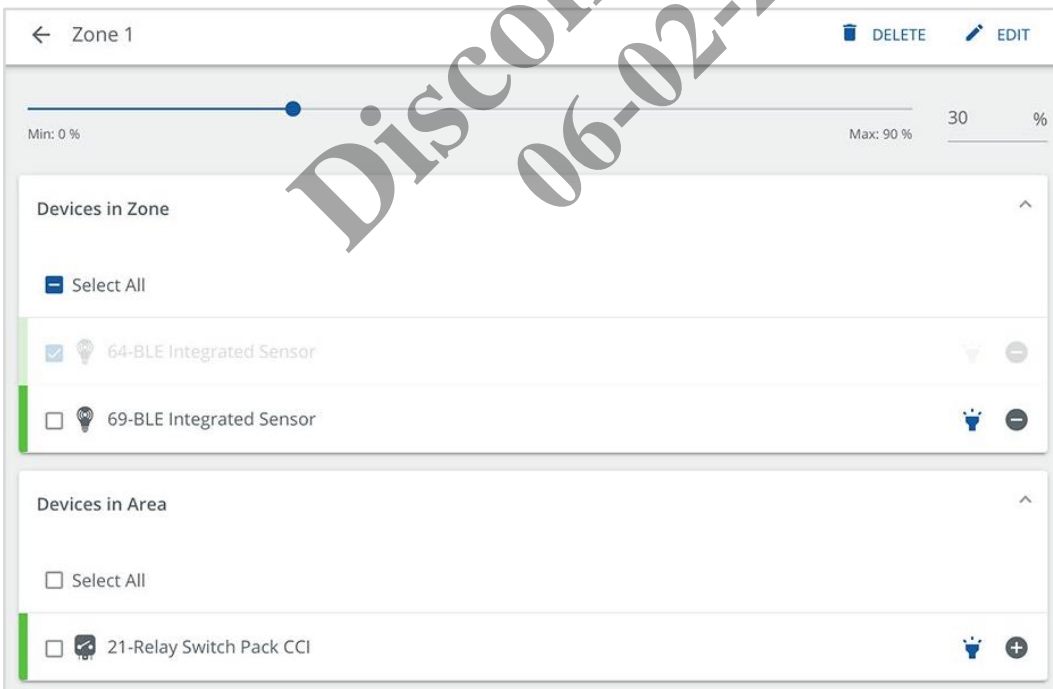 Zone 1
DELETE
EDIT
30 %
Min: 0 %
Max: 90 %
Devices in Zone
Select All
64-BLE Integrated Sensor
69-BLE Integrated Sensor
Devices in Area
Select All
21-Relay Switch Pack CCI